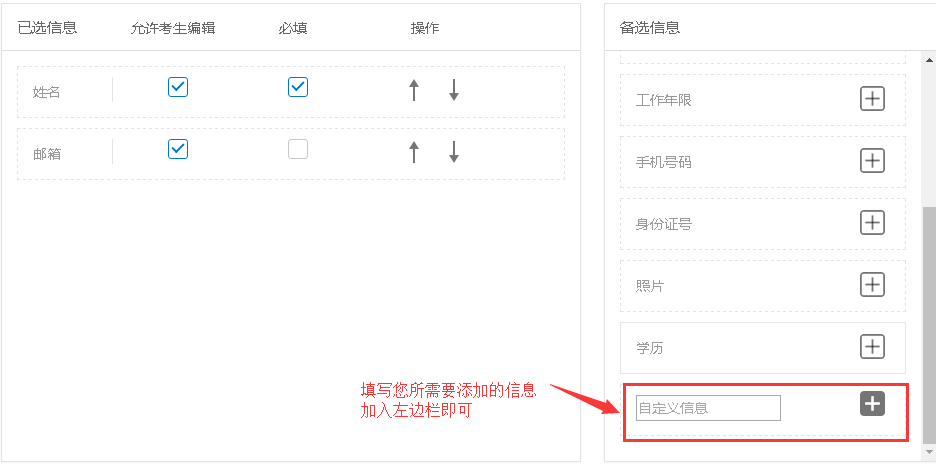 已选信息 允许考生编辑 必填 操作
姓名
邮箱
备选信息
工作年限
手机号码
身份证号
照片
学历
自定义信息
填写您所需要添加的信息
加入左边栏即可